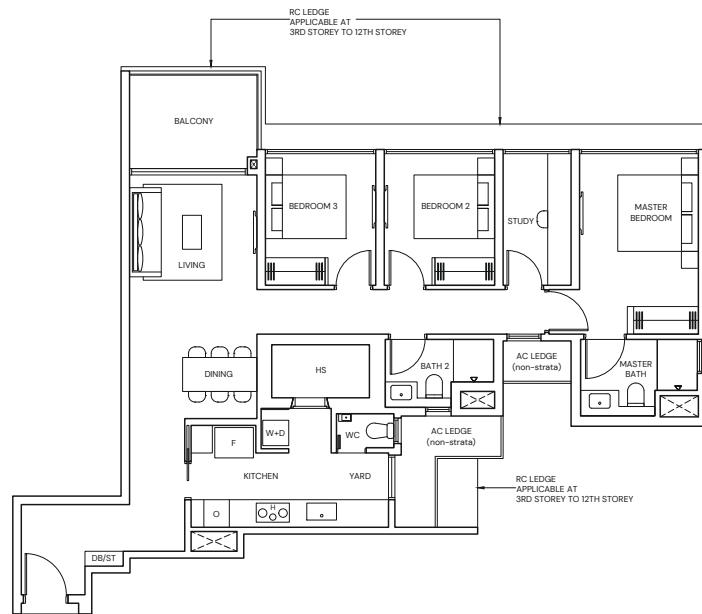 RC LEDGE
APPLICABLE AT
3RD STOREY TO 12TH STOREY
BALCONY
BEDROOM 3
BEDROOM 2
STUDY
MASTER
BEDROOM
LIVING
DINING
HS
BATH 2
AC LEDGE
(non-strata)
MASTER
BATH
F
W+D
WC
AC LEDGE
(non-strata)
KITCHEN
YARD
RC LEDGE
APPLICABLE AT
3RD STOREY TO 12TH STOREY
O
H
DB/ST